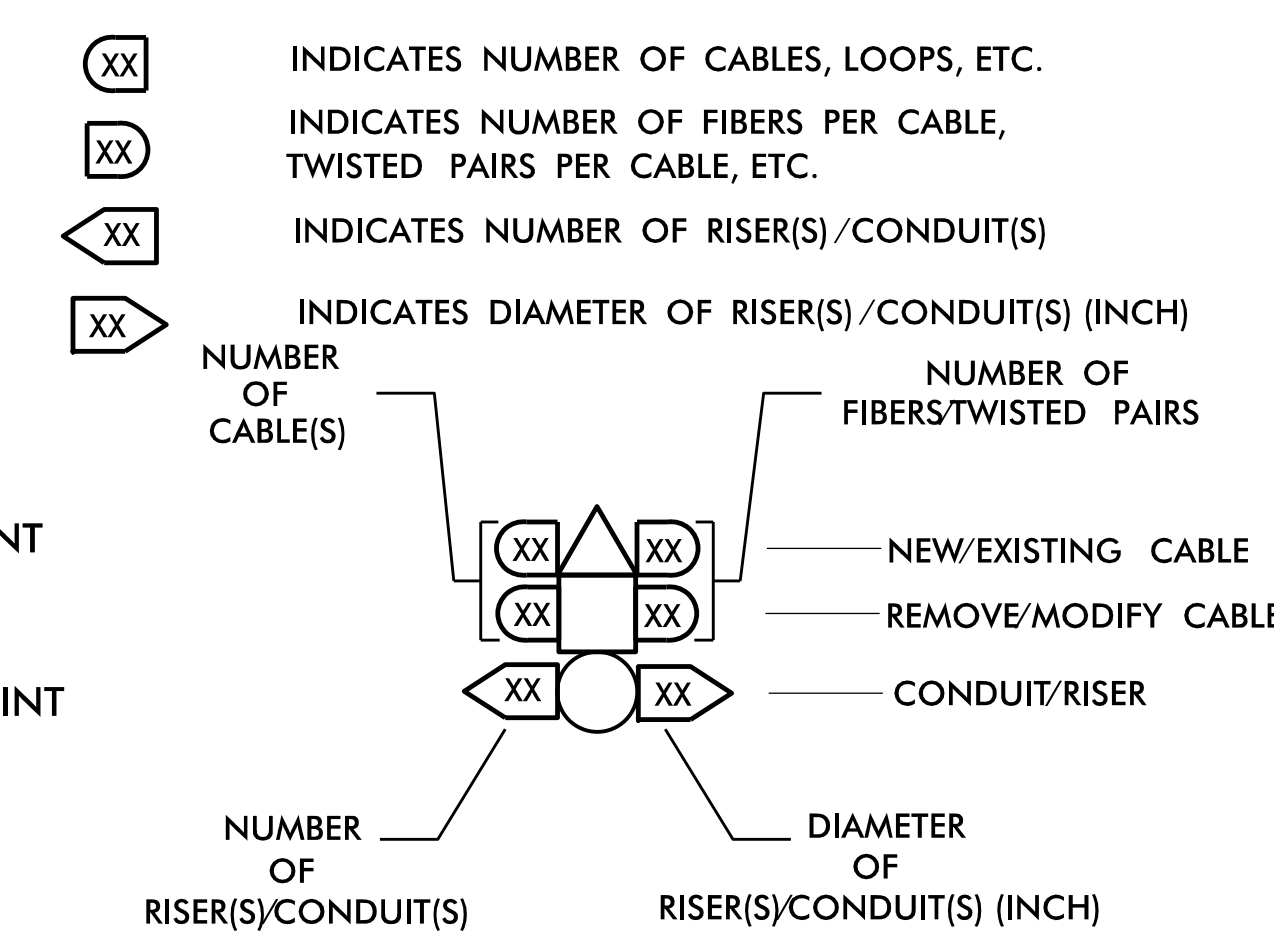 XX INDICATES NUMBER OF CABLES, LOOPS, ETC.
XX INDICATES NUMBER OF FIBERS PER CABLE,
TWISTED PAIRS PER CABLE, ETC.
XX INDICATES NUMBER OF RISER(S)/CONDUIT(S)
XX INDICATES DIAMETER OF RISER(S)/CONDUIT(S) (INCH)
NUMBER
OF
CABLE(S)
NUMBER OF
FIBERS/TWISTED PAIRS
NT
XX XX NEW/EXISTING CABLE
XX XX REMOVE/MODIFY CABLE
INT
XX XX CONDUIT/RISER
NUMBER
OF
RISER(S)/CONDUIT(S)
DIAMETER
OF
RISER(S)/CONDUIT(S) (INCH)